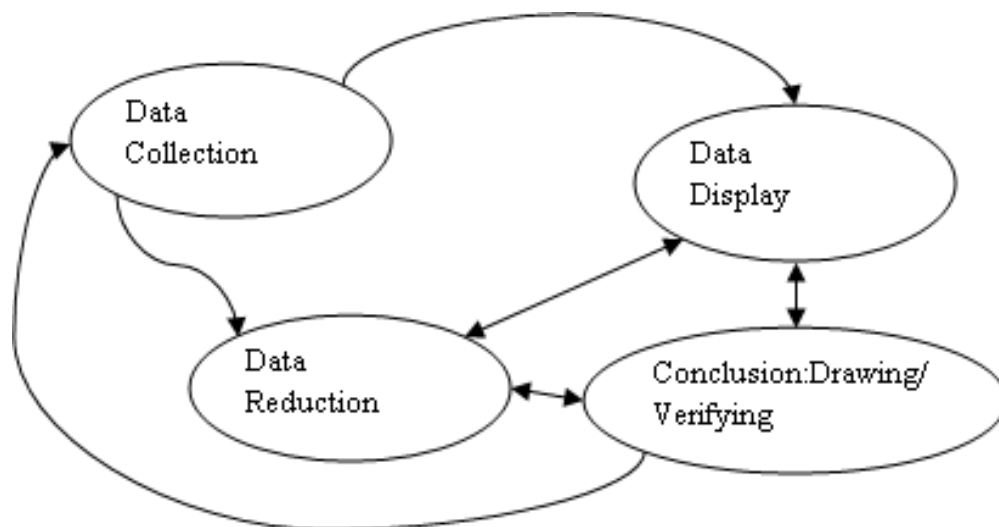 Data
Collection
Data
Display
Data
Reduction
Conclusion:Drawing/
Verifying